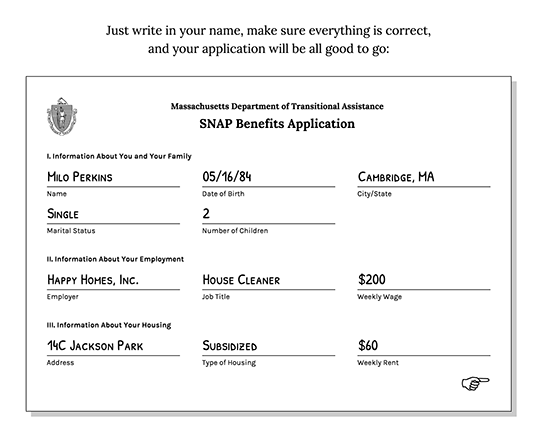 Just write in your name, make sure everything is correct,
and your application will be all good to go:
Massachusetts Department of Transitional Assistance
SNAP Benefits Application
I. Information About You and Your Family
Milo Perkins 05/16/84 Cambridge, MA
Name Date of Birth City/State
Single 2
Marital Status Number of Children
II. Information About Your Employment
Happy Homes, Inc. House Cleaner $200
Employer Job Title Weekly Wage
III. Information About Your Housing
14C Jackson Park Subsidized $60
Address Type of Housing Weekly Rent